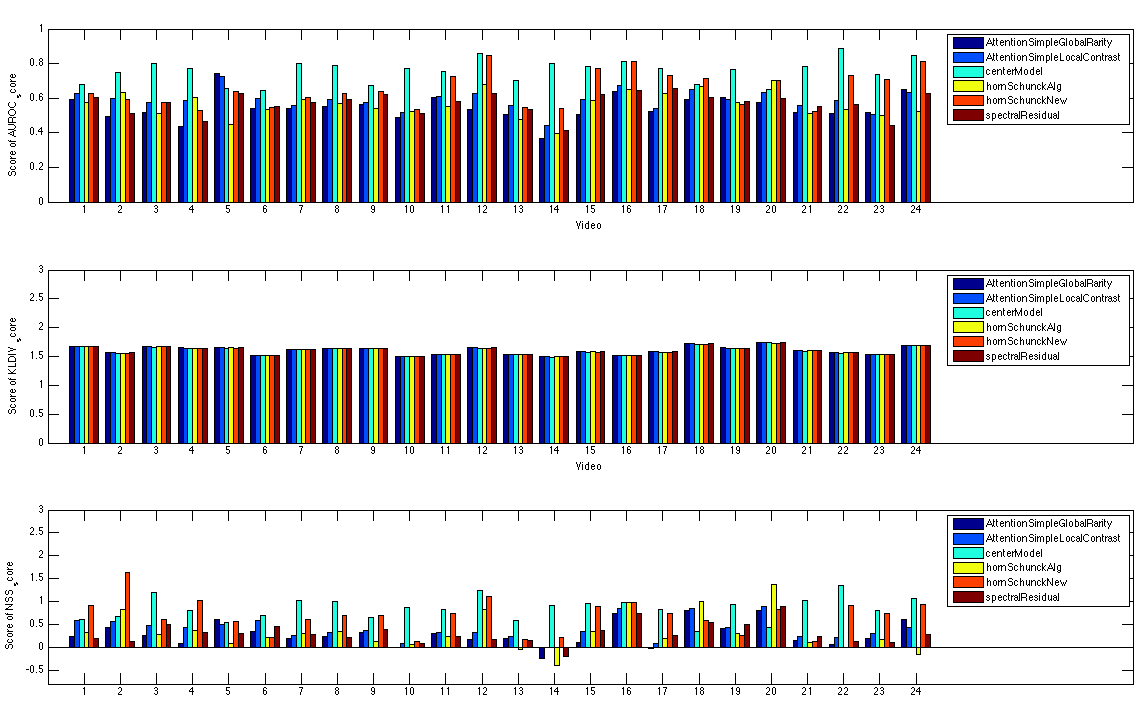 1
0.8
0.6
0.4
0.2
0
Score of AUROC_score
1 2 3 4 5 6 7 8 9 10 11 12 13 14 15 16 17 18 19 20 21 22 23 24
Video
AttentionSimpleGlobalRarity
AttentionSimpleLocalContrast
centerModel
hornSchunckAlg
hornSchunckNew
spectralResidual
3
2.5
2
1.5
1
0.5
0
Score of KLDIV_score
1 2 3 4 5 6 7 8 9 10 11 12 13 14 15 16 17 18 19 20 21 22 23 24
Video
AttentionSimpleGlobalRarity
AttentionSimpleLocalContrast
centerModel
hornSchunckAlg
hornSchunckNew
spectralResidual
3
2.5
2
1.5
1
0.5
0
-0.5
Score of NSS_score
1 2 3 4 5 6 7 8 9 10 11 12 13 14 15 16 17 18 19 20 21 22 23 24
AttentionSimpleGlobalRarity
AttentionSimpleLocalContrast
centerModel
hornSchunckAlg
hornSchunckNew
spectralResidual